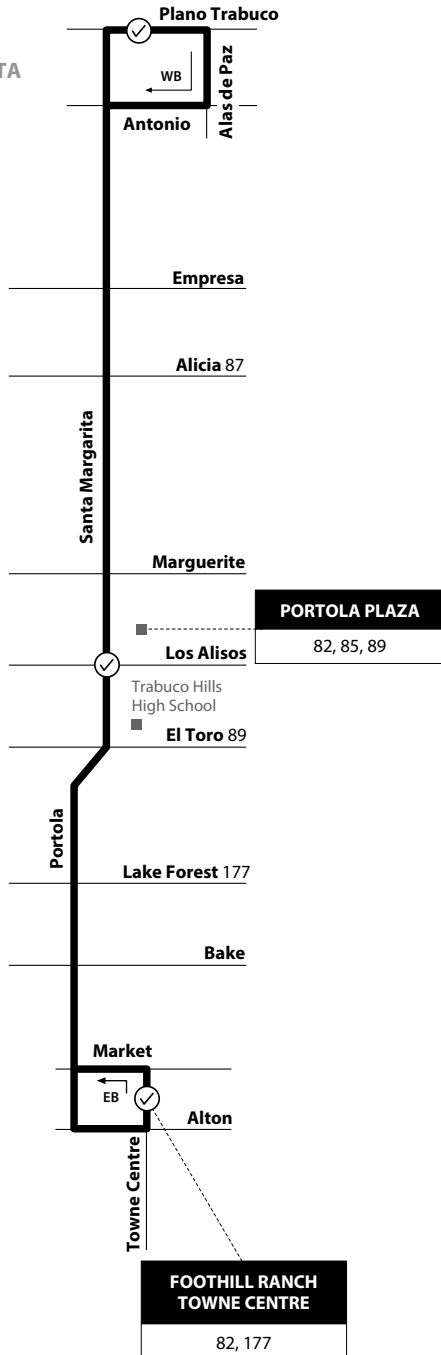 Plano Trabuco
TA
WB
Alas de Paz
Antonio
Empresa
Alicia 87
Santa Margarita
Marguerite
PORTOLA PLAZA
82, 85, 89
Los Alisos
Trabuco Hills
High School
El Toro 89
Portola
Lake Forest 177
Bake
Market
EB
Alton
Towne Centre
FOOTHILL RANCH
TOWNE CENTRE
82, 177